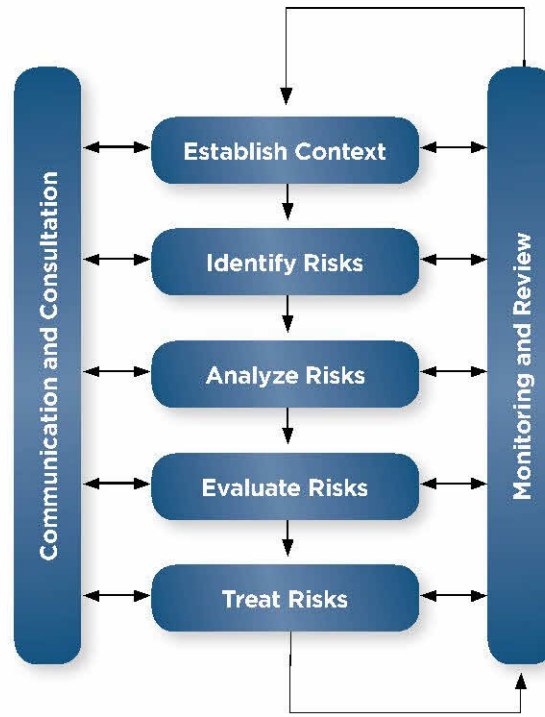 Communication and Consultation
Establish Context
Identify Risks
Analyze Risks
Evaluate Risks
Treat Risks
Monitoring and Review